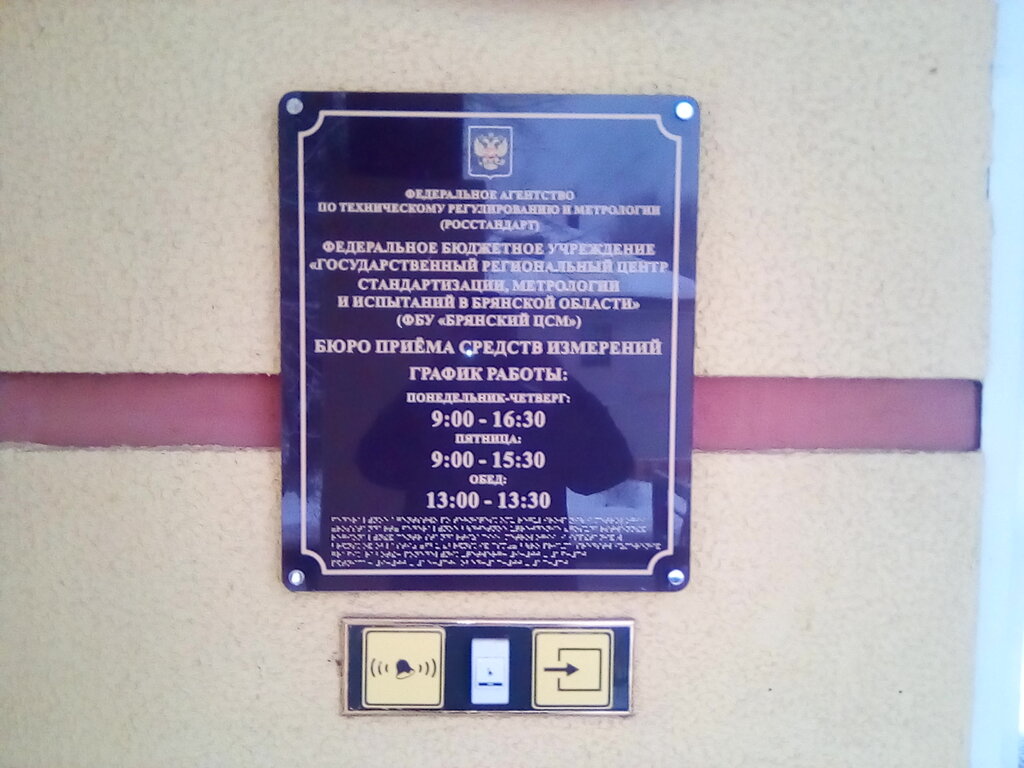 ФЕДЕРАЛЬНОЕ АГЕНТСТВО
ПО ТЕХНИЧЕСКОМУ РЕГУЛИРОВАНИЮ И МЕТРОЛОГИИ
(РОССТАНДАРТ)
ФЕДЕРАЛЬНОЕ БЮДЖЕТНОЕ УЧРЕЖДЕНИЕ
«ГОСУДАРСТВЕННЫЙ РЕГИОНАЛЬНЫЙ ЦЕНТР
СТАНДАРТИЗАЦИИ, МЕТРОЛОГИИ
И ИСПЫТАНИЙ В БРЯНСКОЙ ОБЛАСТИ»
(ФБУ «БРЯНСКИЙ ЦСМ»)
БЮРО ПРИЁМА СРЕДСТВ ИЗМЕРЕНИЙ
ГРАФИК РАБОТЫ:
ПОНЕДЕЛЬНИК-ЧЕТВЕРГ:
9:00 - 16:30
ПЯТНИЦА:
9:00 - 15:30
ОБЕД:
13:00 - 13:30